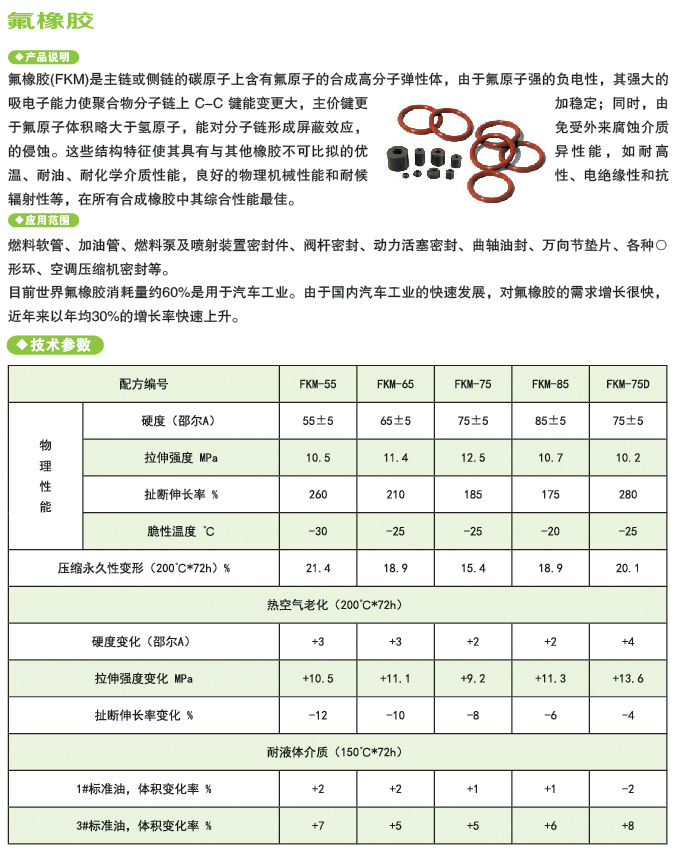 氟橡胶
◆产品说明
氟橡胶(FKM)是主链或侧链的碳原子上含有氟原子的合成高分子弹性体，由于氟原子强的负电性，其强大的
吸电子能力使聚合物分子链上 C-C 键能变更大，主价键更加稳定；同时，由
于氟原子体积略大于氢原子，能对分子链形成屏蔽效应，免受外来腐蚀介质
的侵蚀。这些结构特征使其具有与其他橡胶不可比拟的优异性能，如耐高
温、耐油、耐化学介质性能，良好的物理机械性能和耐候性、电绝缘性和抗
辐射性等，在所有合成橡胶中其综合性能最佳。
◆应用范围
燃料软管、加油管、燃料泵及喷射装置密封件、阀杆密封、动力活塞密封、曲轴油封、万向节垫片、各种○
形环、空调压缩机密封等。
目前世界氟橡胶消耗量约60%是用于汽车工业。由于国内汽车工业的快速发展，对氟橡胶的需求增长很快，
近年来以年均30%的增长率快速上升。
◆技术参数
配方编号 FKM-55 FKM-65 FKM-75 FKM-85 FKM-75D
物理性能
硬度（邵尔A） 55±5 65±5 75±5 85±5 75±5
拉伸强度 MPa 10.5 11.4 12.5 10.7 10.2
扯断伸长率 % 260 210 185 175 280
脆性温度 ℃ -30 -25 -25 -20 -25
压缩永久性变形（200℃*72h）% 21.4 18.9 15.4 18.9 20.1
热空气老化（200℃*72h）
硬度变化（邵尔A） +3 +3 +2 +2 +4
拉伸强度变化 MPa +10.5 +11.1 +9.2 +11.3 +13.6
扯断伸长率变化 % -12 -10 -8 -6 -4
耐液体介质（150℃*72h）
1#标准油，体积变化率 % +2 +2 +1 +1 -2
3#标准油，体积变化率 % +7 +5 +5 +6 +8